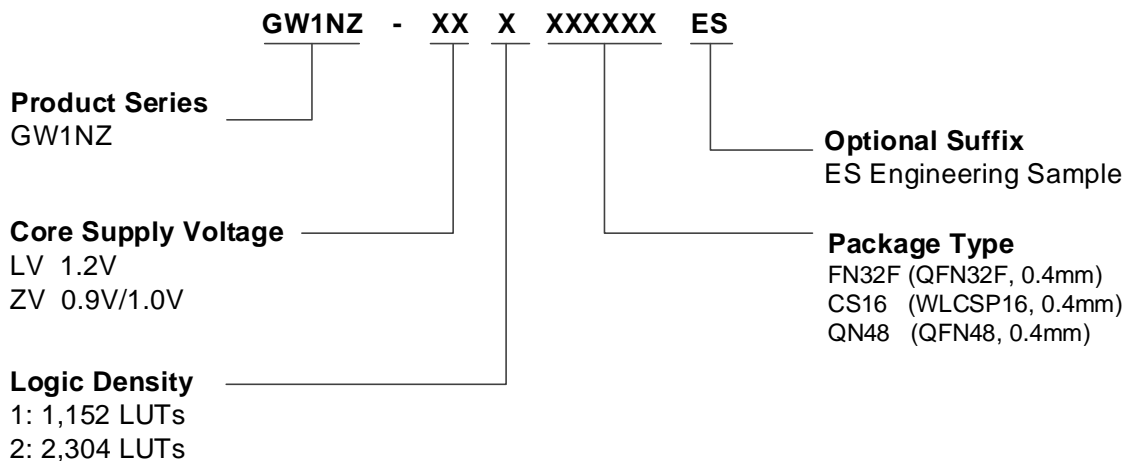 GW1NZ - XX X XXXXXX ES
Product Series
GW1NZ
Optional Suffix
ES Engineering Sample
Core Supply Voltage
LV 1.2V
ZV 0.9V/1.0V
Package Type
FN32F (QFN32F, 0.4mm)
CS16 (WLCSP16, 0.4mm)
QN48 (QFN48, 0.4mm)
Logic Density
1: 1,152 LUTs
2: 2,304 LUTs